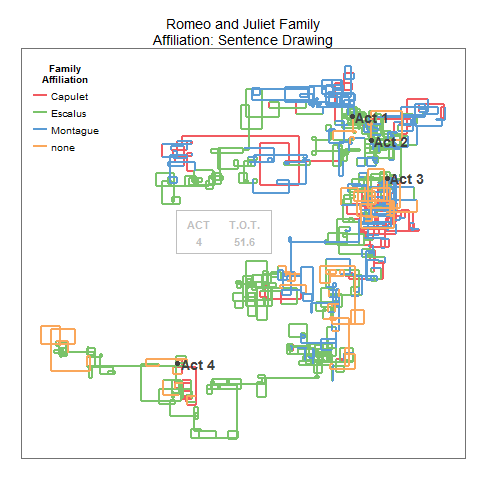 Romeo and Juliet Family
Affiliation: Sentence Drawing
Family
Affiliation
Capulet
Escalus
Montague
none
Act 1
Act 2
Act 3
ACT T.O.T.
4 51.6
Act 4